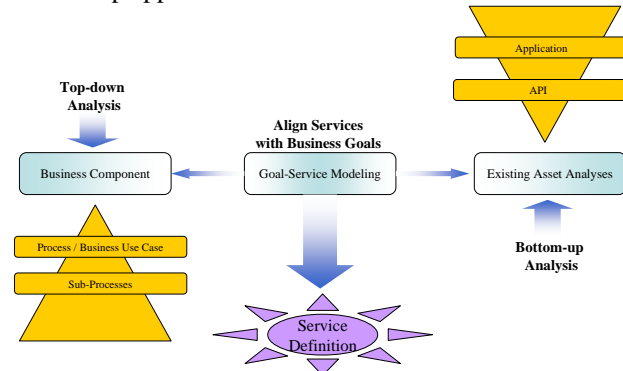 Application
API
Top-down
Analysis
Align Services
with Business Goals
Business Component
Goal-Service Modeling
Existing Asset Analyses
Process / Business Use Case
Sub-Processes
Bottom-up
Analysis
Service
Definition